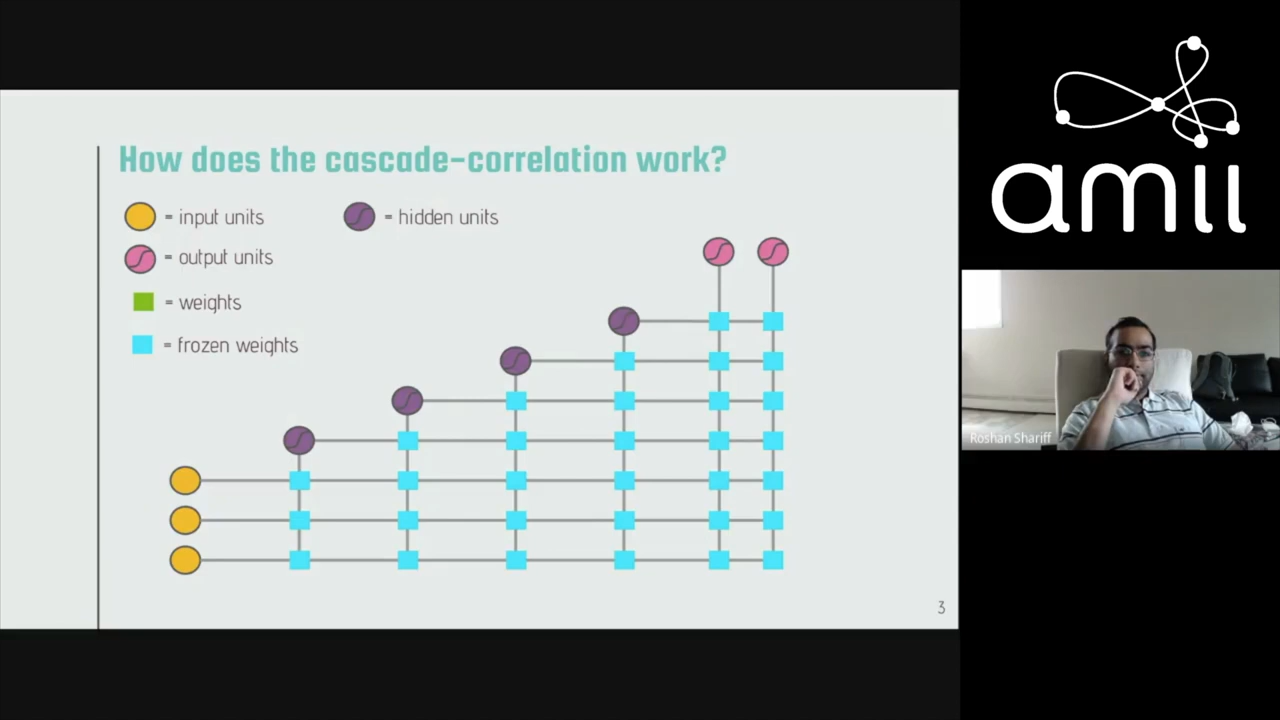 How does the cascade-correlation work?
= input units
= hidden units
= output units
= weights
= frozen weights
3
amii
Roshan Shariff